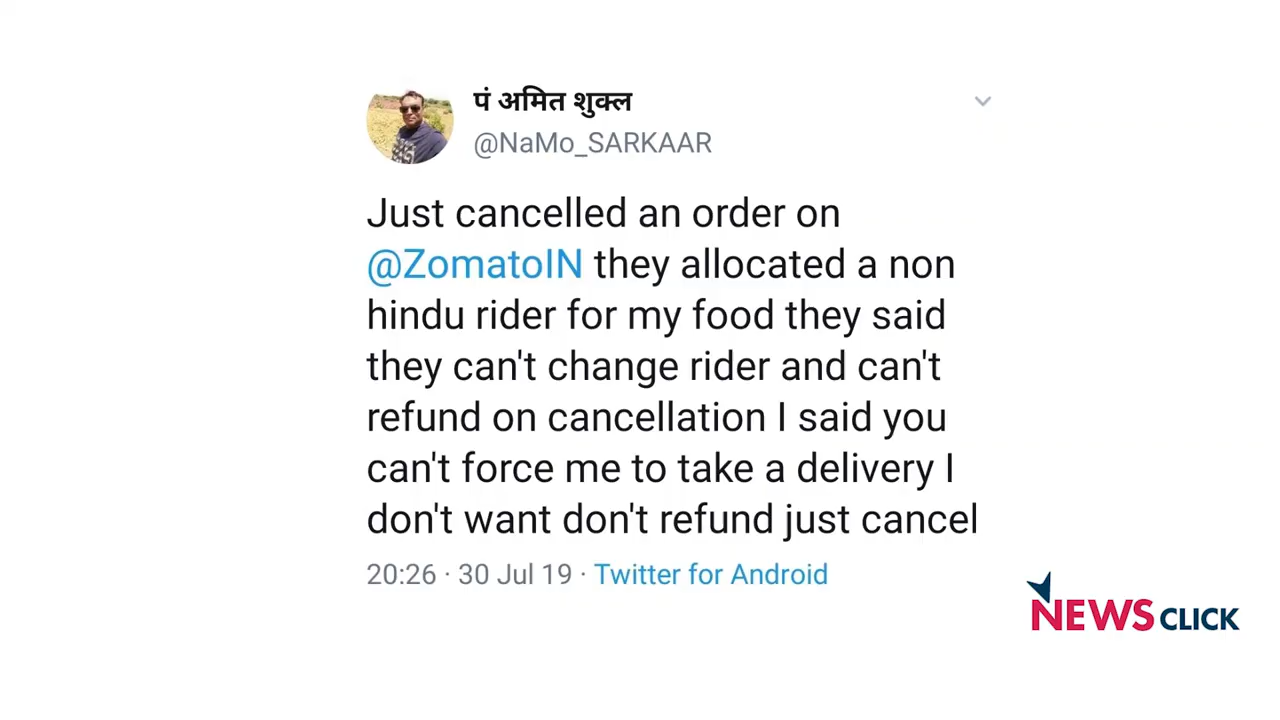 पं अमित शुक्ल
@NaMo_SARKAAR
Just cancelled an order on
@ZomatoIN they allocated a non
hindu rider for my food they said
they can't change rider and can't
refund on cancellation I said you
can't force me to take a delivery I
don't want don't refund just cancel
20:26 · 30 Jul 19 · Twitter for Android
NEWSCLICK